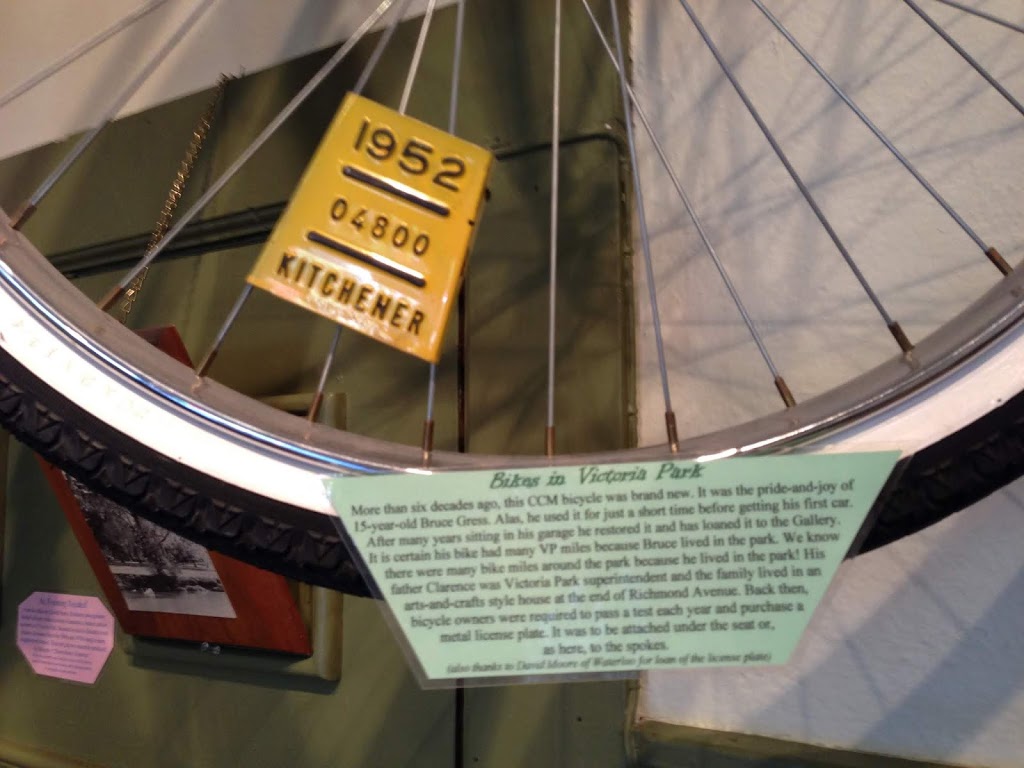 1952
04800
KITCHENER
Bikes in Victoria Park
More than six decades ago, this CCM bicycle was brand new. It was the pride-and-joy of
15-year-old Bruce Gress. Alas, he used it for just a short time before getting his first car.
After many years sitting in his garage he restored it and has loaned it to the Gallery.
It is certain his bike had many VP miles because Bruce lived in the park. We know
there were many bike miles around the park because he lived in the park! His
father Clarence was Victoria Park superintendent and the family lived in an
arts-and-crafts style house at the end of Richmond Avenue. Back then,
bicycle owners were required to pass a test each year and purchase a
metal license plate. It was to be attached under the seat or,
as here, to the spokes.
(also thanks to David Moore of Waterloo for loan of the license plate)